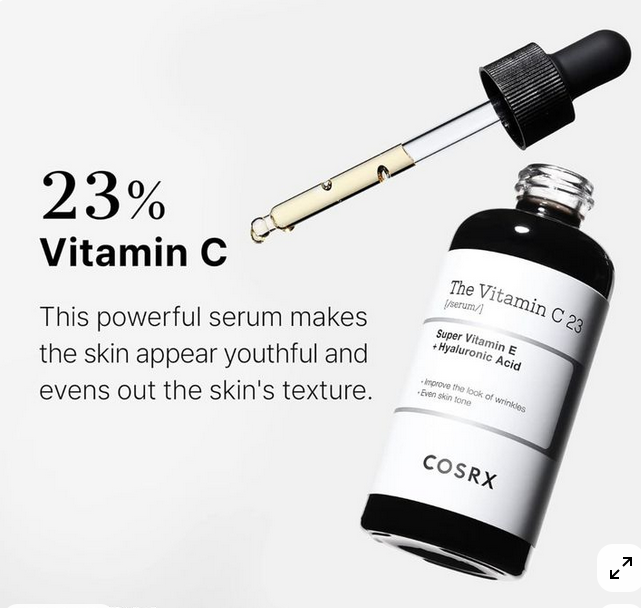 23%
Vitamin C
This powerful serum makes
the skin appear youthful and
evens out the skin's texture.
The Vitamin C 23
[/serum/]
Super Vitamin E
+ Hyaluronic Acid
• Improve the look of wrinkles
• Even skin tone
COSRX